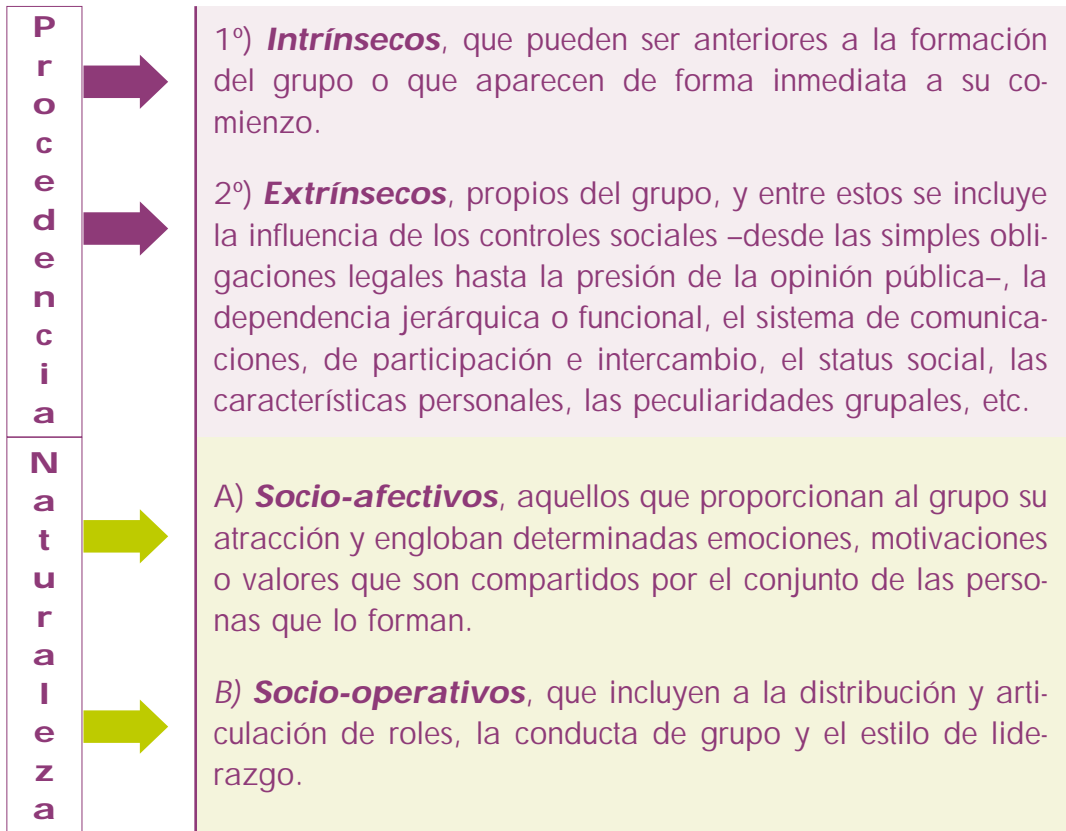 Procedencia
1º) Intrínsecos, que pueden ser anteriores a la formación
del grupo o que aparecen de forma inmediata a su co-
mienzo.
2º) Extrínsecos, propios del grupo, y entre estos se incluye
la influencia de los controles sociales –desde las simples obli-
gaciones legales hasta la presión de la opinión pública–, la
dependencia jerárquica o funcional, el sistema de comunica-
ciones, de participación e intercambio, el status social, las
características personales, las peculiaridades grupales, etc.
Naturaleza
A) Socio-afectivos, aquellos que proporcionan al grupo su
atracción y engloban determinadas emociones, motivaciones
o valores que son compartidos por el conjunto de las perso-
nas que lo forman.
B) Socio-operativos, que incluyen a la distribución y arti-
culación de roles, la conducta de grupo y el estilo de lide-
razgo.